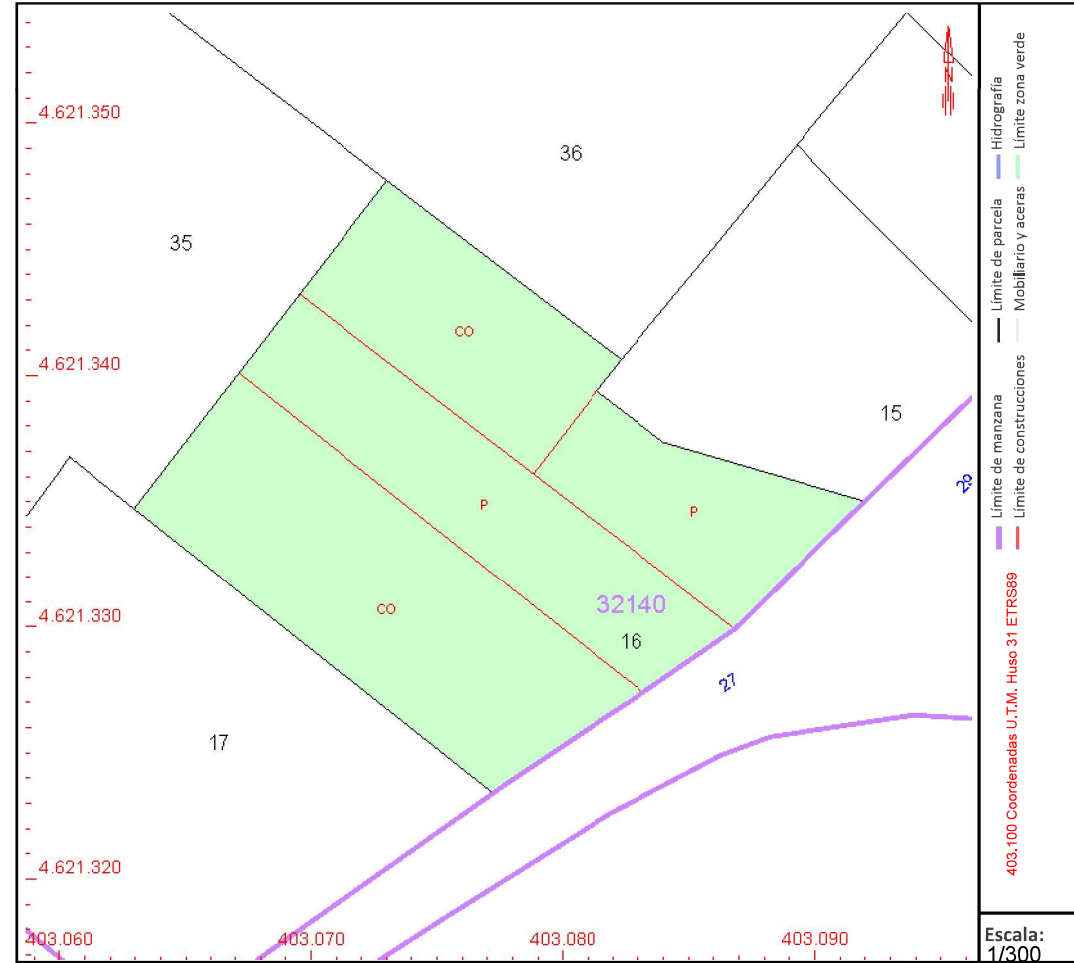 4.621.350
36
35
CO
4.621.340
15
P
P
28
32140
4.621.330
CO
16
27
17
4.621.320
403.060
403.070
403.080
403.090
N
Límite de manzana
Límite de parcela
Hidrografía
Límite de construcciones
Mobiliario y aceras
Límite zona verde
403.100 Coordenadas U.T.M. Huso 31 ETRS89
Escala:
1/300